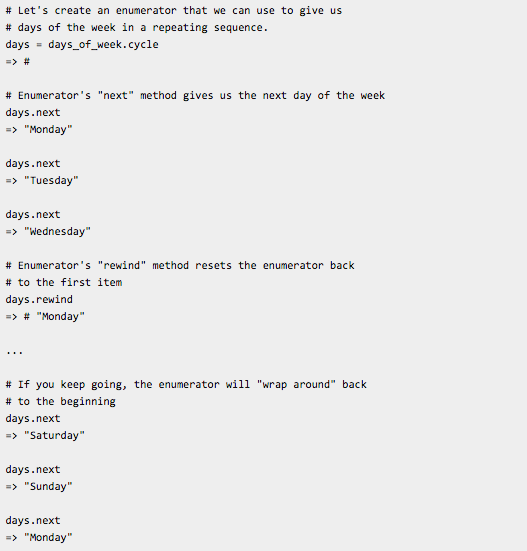 # Let's create an enumerator that we can use to give us
# days of the week in a repeating sequence.
days = days_of_week.cycle
=> #
# Enumerator's "next" method gives us the next day of the week
days.next
=> "Monday"
days.next
=> "Tuesday"
days.next
=> "Wednesday"
# Enumerator's "rewind" method resets the enumerator back
# to the first item
days.rewind
=> # "Monday"
...
# If you keep going, the enumerator will "wrap around" back
# to the beginning
days.next
=> "Saturday"
days.next
=> "Sunday"
days.next
=> "Monday"